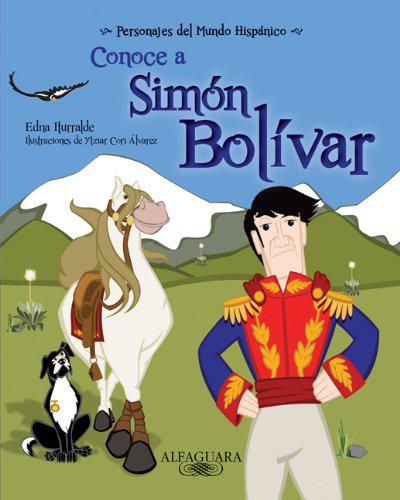 Personajes del Mundo Hispánico
Conoce a
Simón
Bolívar
Edna Iturralde
Ilustraciones de Ytziar Cori Álvarez
ALFAGUARA